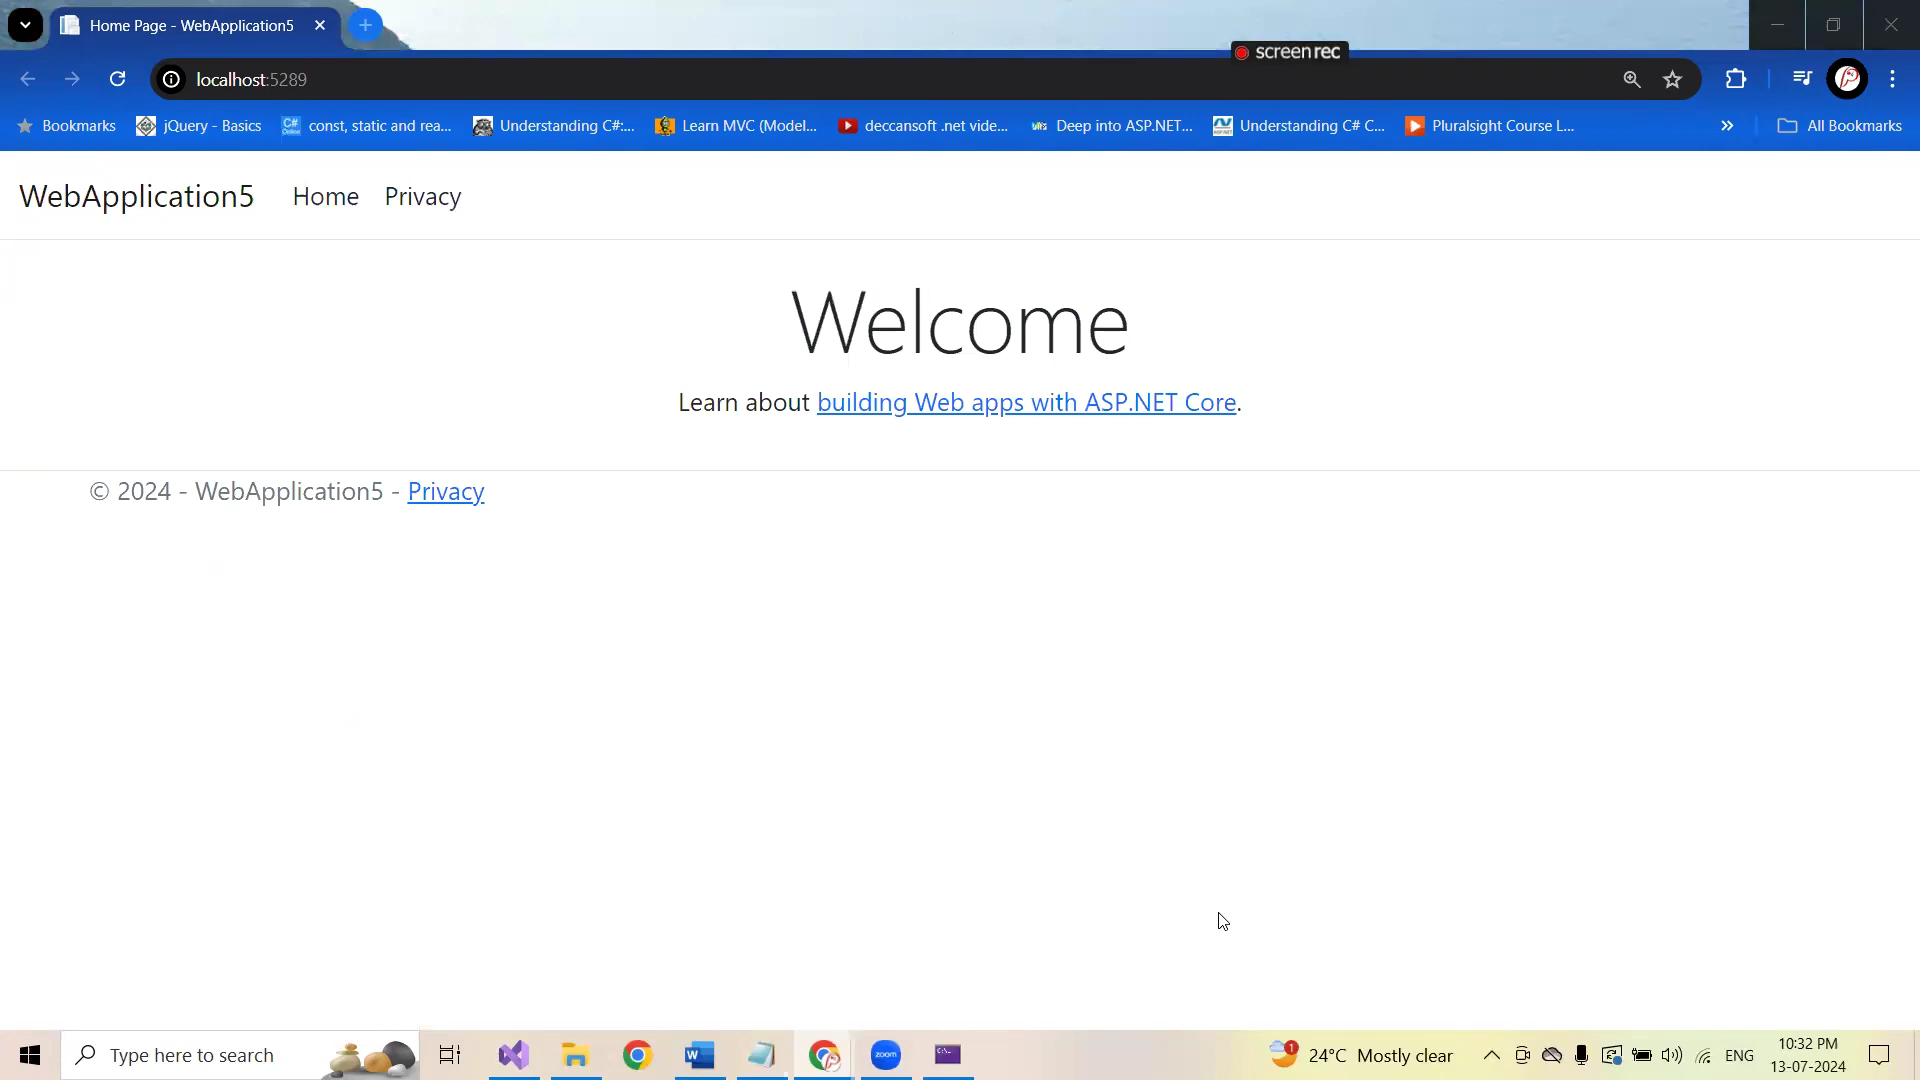 Home Page - WebApplication5
screenrec
localhost:5289
Bookmarks
jQuery - Basics
C#
Online
const, static and rea...
Understanding C#:...
Learn MVC (Model...
deccansoft .net vide...
Deep into ASP.NET...
Understanding C# C...
Pluralsight Course L...
All Bookmarks
WebApplication5 Home Privacy
Welcome
Learn about building Web apps with ASP.NET Core.
© 2024 - WebApplication5 - Privacy
Type here to search
W
zoom
1
24°C Mostly clear
ENG
10:32 PM
13-07-2024